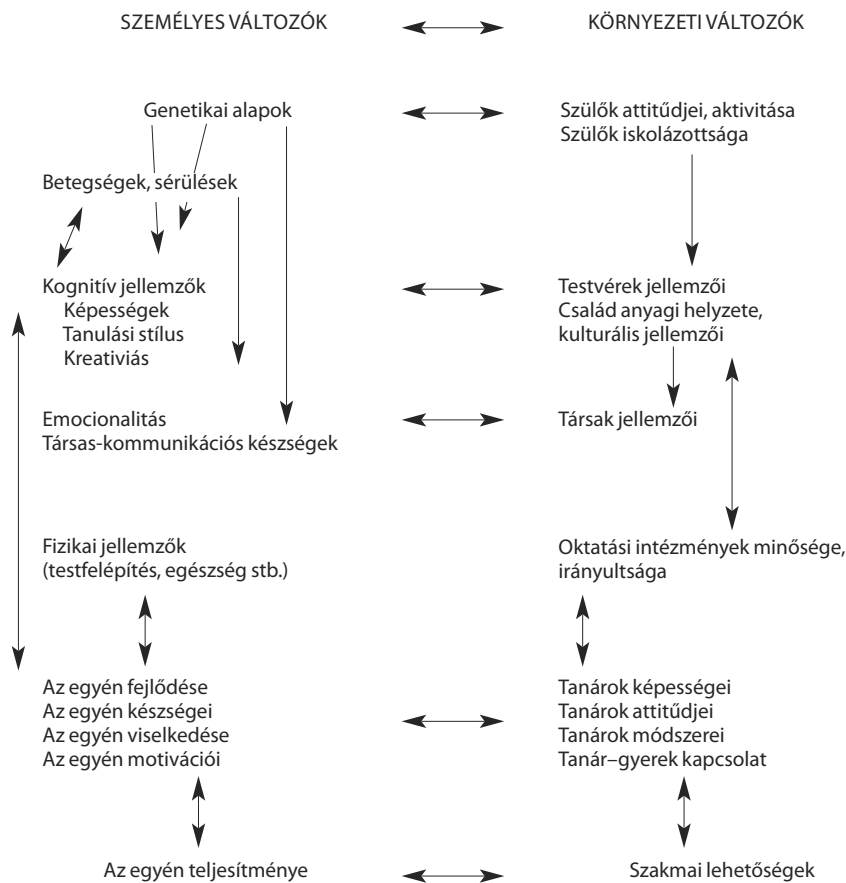 SZEMÉLYES VÁLTOZÓK
KÖRNYEZETI VÁLTOZÓK
Genetikai alapok
Szülők attitűdjei, aktivitása
Szülők iskolázottsága
Betegségek, sérülések
Kognitív jellemzők
Képességek
Tanulási stílus
Kreativiás
Testvérek jellemzői
Család anyagi helyzete,
kulturális jellemzői
Emocionalitás
Társas-kommunikációs készségek
Társak jellemzői
Fizikai jellemzők
(testfelépítés, egészség stb.)
Oktatási intézmények minősége,
irányultsága
Az egyén fejlődése
Az egyén készségei
Az egyén viselkedése
Az egyén motivációi
Tanárok képességei
Tanárok attitűdjei
Tanárok módszerei
Tanár–gyerek kapcsolat
Az egyén teljesítménye
Szakmai lehetőségek